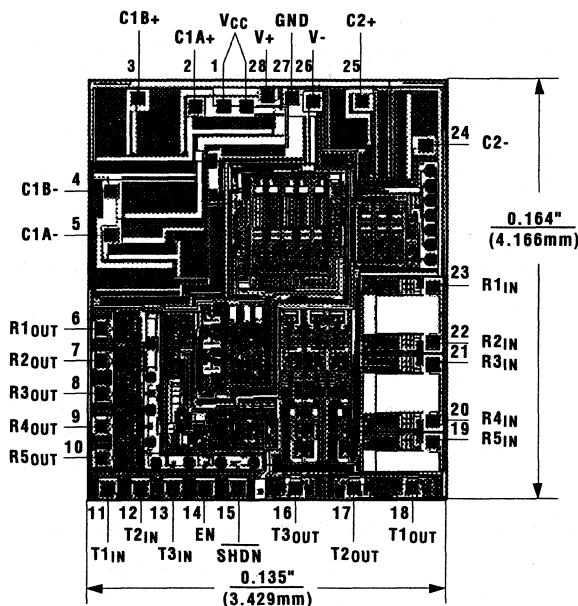 C1B+ C1A+ VCC V+ GND V- C2+
3 2 1 28 27 26 25
24 C2-
4 C1B-
5 C1A-
0.164"
(4.166mm)
23 R1IN
22 R2IN
21 R3IN
20 R4IN
19 R5IN
6 R1OUT
7 R2OUT
8 R3OUT
9 R4OUT
10 R5OUT
11 12 13 14 15 16 17 18
T1IN T2IN T3IN EN SHDN T3OUT T2OUT T1OUT
0.135"
(3.429mm)